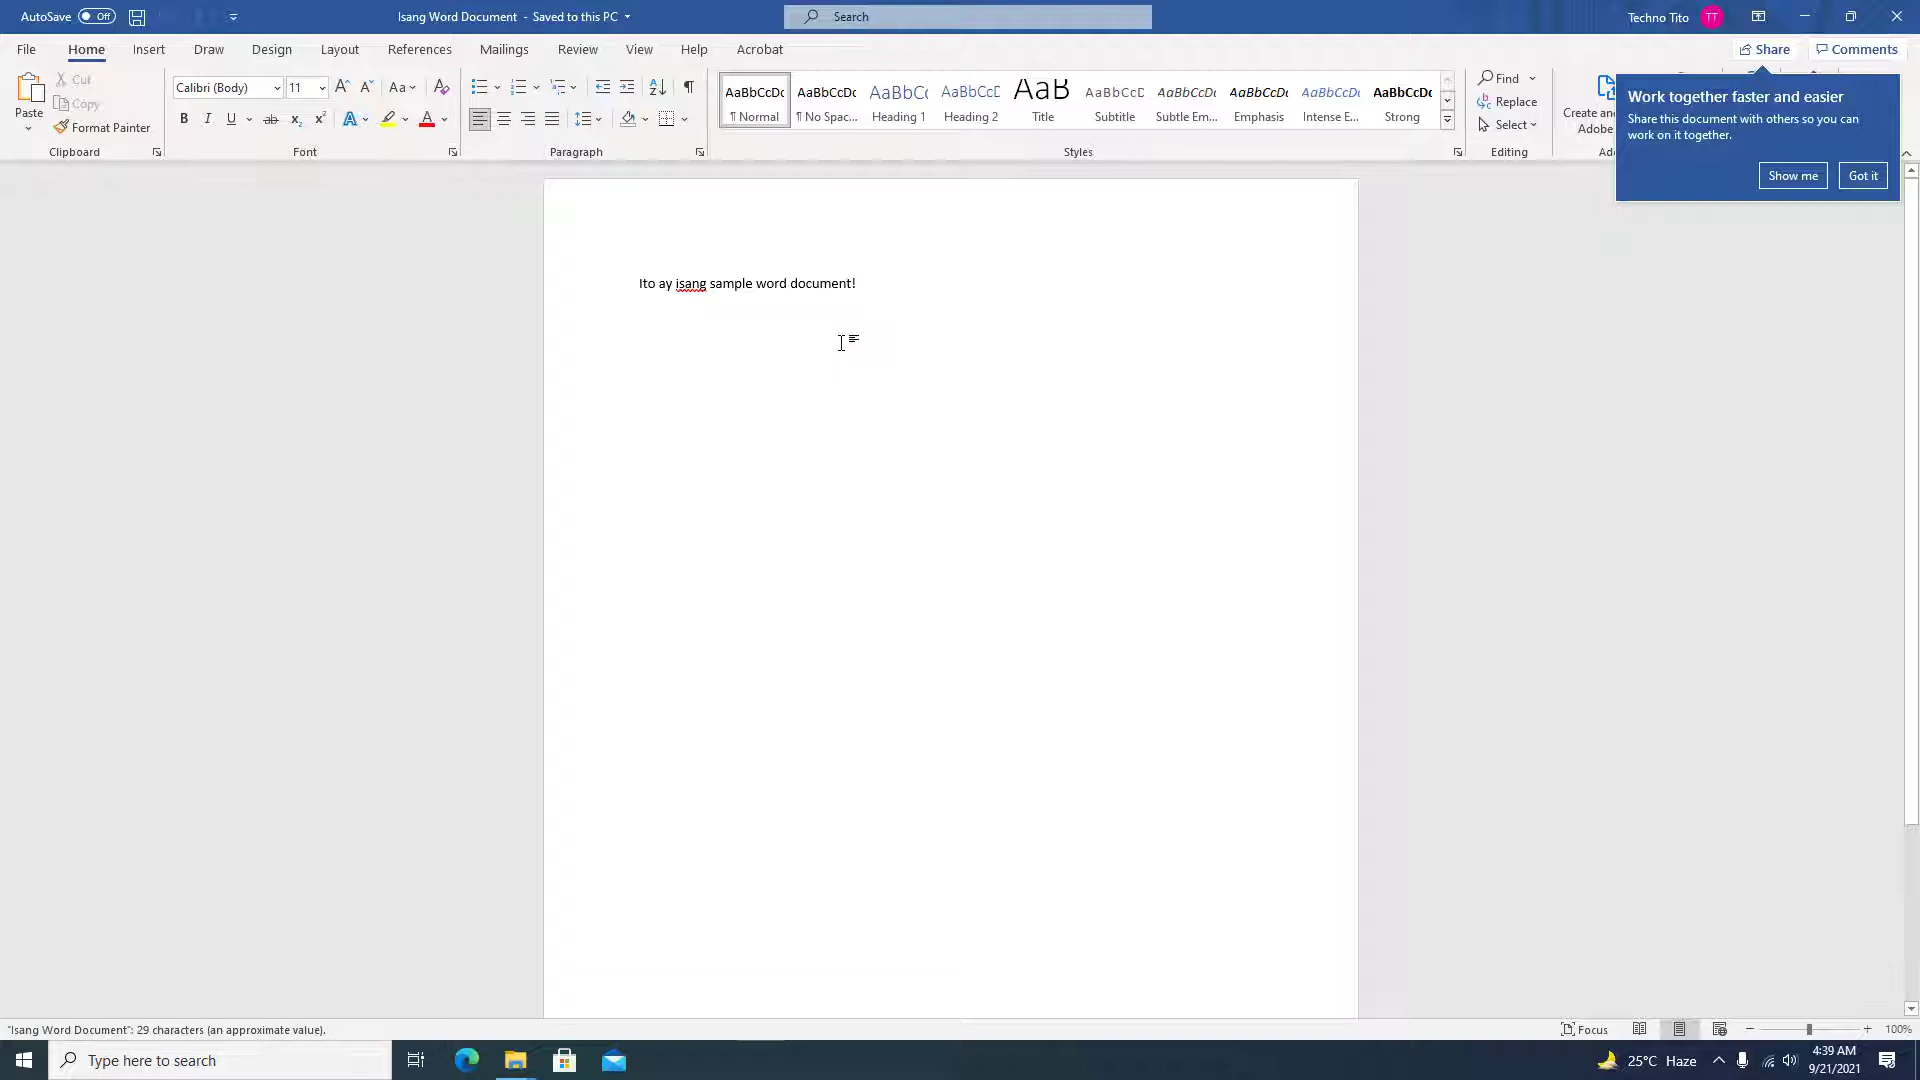 AutoSave Off
Isang Word Document - Saved to this PC
Search
Techno Tito TT
File Home Insert Draw Design Layout References Mailings Review View Help Acrobat
Share Comments
Paste
Cut
Copy
Format Painter
Clipboard
Calibri (Body) 11
Font
Paragraph
AaBbCcDc AaBbCcDc AaBbC AaBbCcD AaB AaBbCcD AaBbCcDc AaBbCcDc AaBbCcDc AaBbCcDc
¶ Normal ¶ No Spac... Heading 1 Heading 2 Title Subtitle Subtle Em... Emphasis Intense E... Strong
Styles
Find
Replace
Select
Editing
Create and
Adobe
Work together faster and easier
Share this document with others so you can
work on it together.
Show me Got it
Ito ay isang sample word document!
"Isang Word Document": 29 characters (an approximate value).
Focus
100%
Type here to search
25°C Haze
4:39 AM
9/21/2021